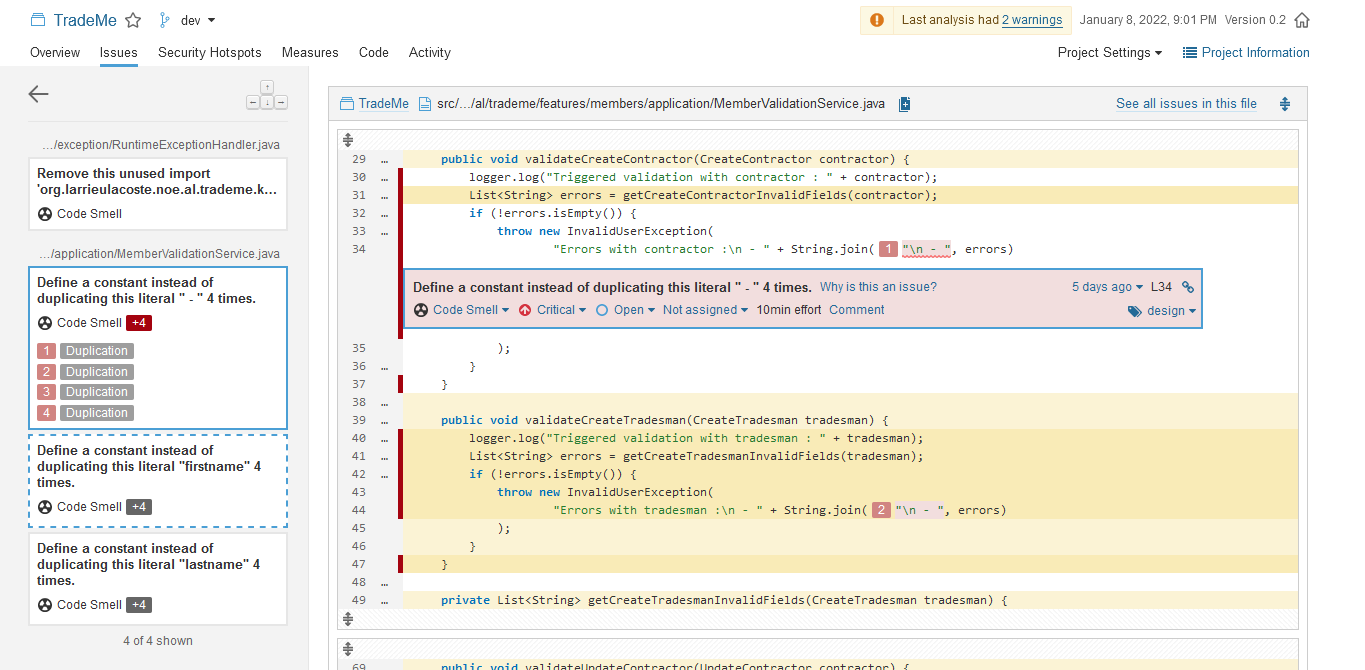 TradeMe dev
Last analysis had 2 warnings January 8, 2022, 9:01 PM Version 0.2
Overview Issues Security Hotspots Measures Code Activity
Project Settings Project Information
…/exception/RuntimeExceptionHandler.java
Remove this unused import
'org.larrieulacoste.noe.al.trademe.k...
Code Smell
…/application/MemberValidationService.java
Define a constant instead of
duplicating this literal " - " 4 times.
Code Smell +4
1 Duplication
2 Duplication
3 Duplication
4 Duplication
Define a constant instead of
duplicating this literal "firstname" 4
times.
Code Smell +4
Define a constant instead of
duplicating this literal "lastname" 4
times.
Code Smell +4
4 of 4 shown
TradeMe src/…/al/trademe/features/members/application/MemberValidationService.java See all issues in this file
29 … public void validateCreateContractor(CreateContractor contractor) {
30 … logger.log("Triggered validation with contractor : " + contractor);
31 … List<String> errors = getCreateContractorInvalidFields(contractor);
32 … if (!errors.isEmpty()) {
33 … throw new InvalidUserException(
34 "Errors with contractor :\n - " + String.join( 1 "\n - ", errors)
Define a constant instead of duplicating this literal " - " 4 times. Why is this an issue? 5 days ago L34
Code Smell Critical Open Not assigned 10min effort Comment design
35 );
36 … }
37 }
38 …
39 … public void validateCreateTradesman(CreateTradesman tradesman) {
40 … logger.log("Triggered validation with tradesman : " + tradesman);
41 … List<String> errors = getCreateTradesmanInvalidFields(tradesman);
42 … if (!errors.isEmpty()) {
43 throw new InvalidUserException(
44 "Errors with tradesman :\n - " + String.join( 2 "\n - ", errors)
45 );
46 }
47 }
48 …
49 … private List<String> getCreateTradesmanInvalidFields(CreateTradesman tradesman) {
69 public void validateUpdateContractor(UpdateContractor contractor) {